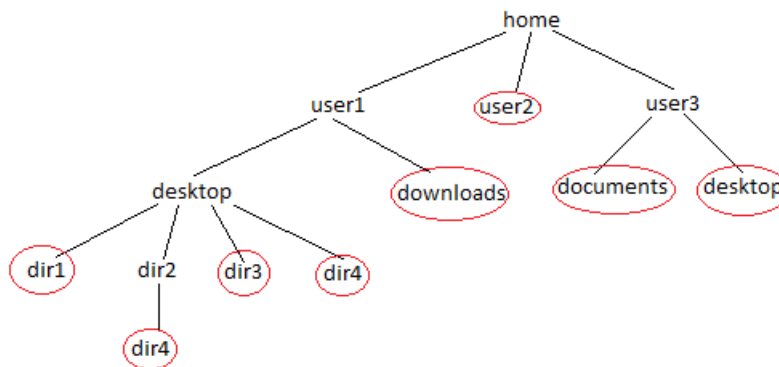 home
user1
user2
user3
desktop
downloads
documents
desktop
dir1
dir2
dir3
dir4
dir4